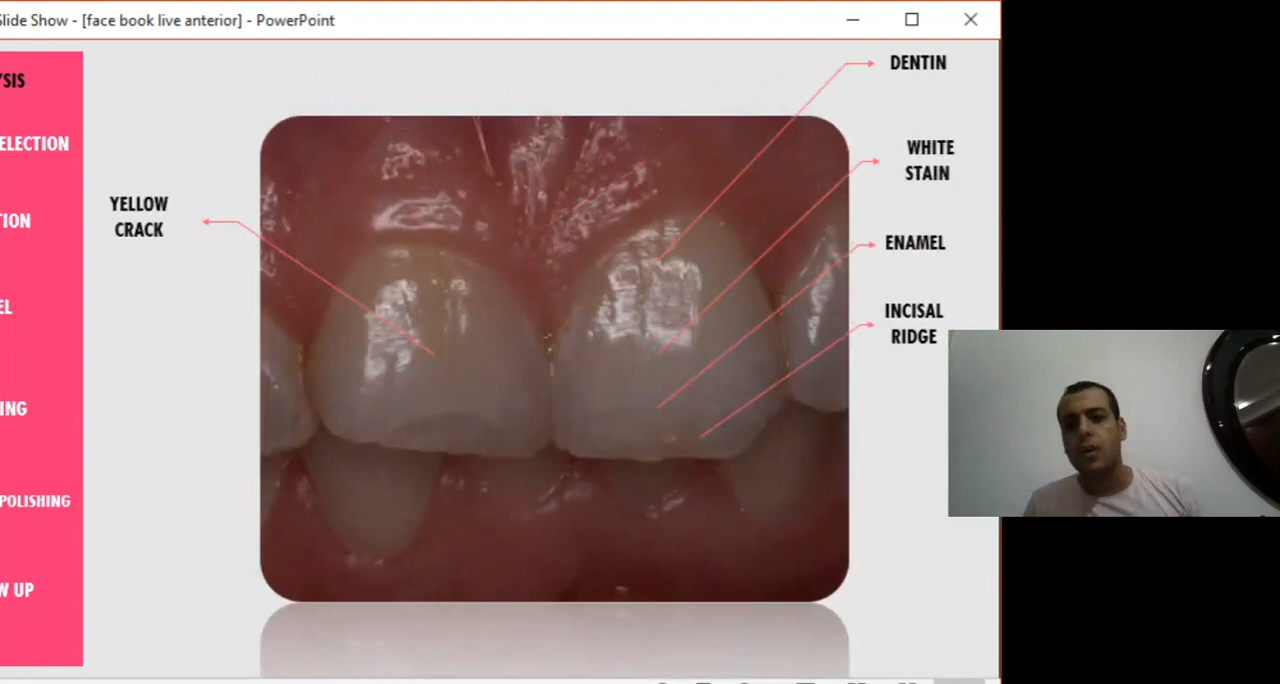 Slide Show - [face book live anterior] - PowerPoint
YSIS
ELECTION
TION
EL
ING
POLISHING
W UP
YELLOW
CRACK
DENTIN
WHITE
STAIN
ENAMEL
INCISAL
RIDGE